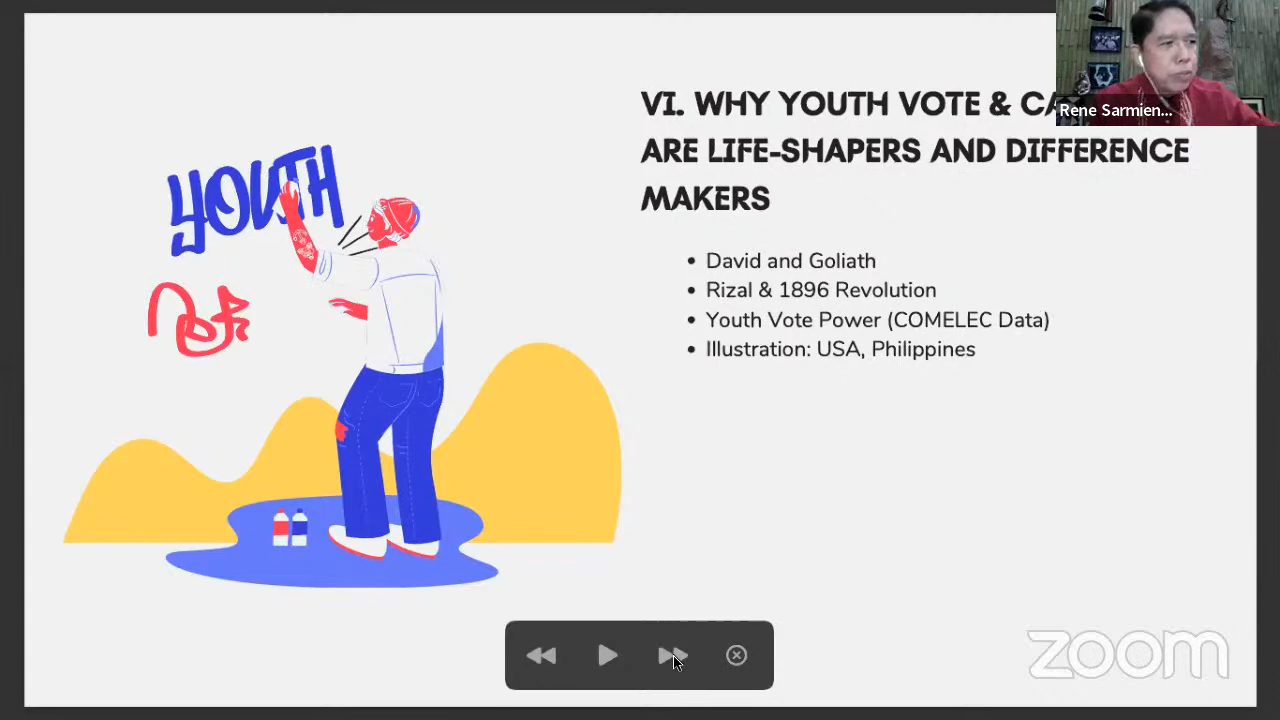 VI. WHY YOUTH VOTE &
ARE LIFE-SHAPERS AND DIFFERENCE
MAKERS
Rene Sarmien...
YOUTH
• David and Goliath
• Rizal & 1896 Revolution
• Youth Vote Power (COMELEC Data)
• Illustration: USA, Philippines
zoom